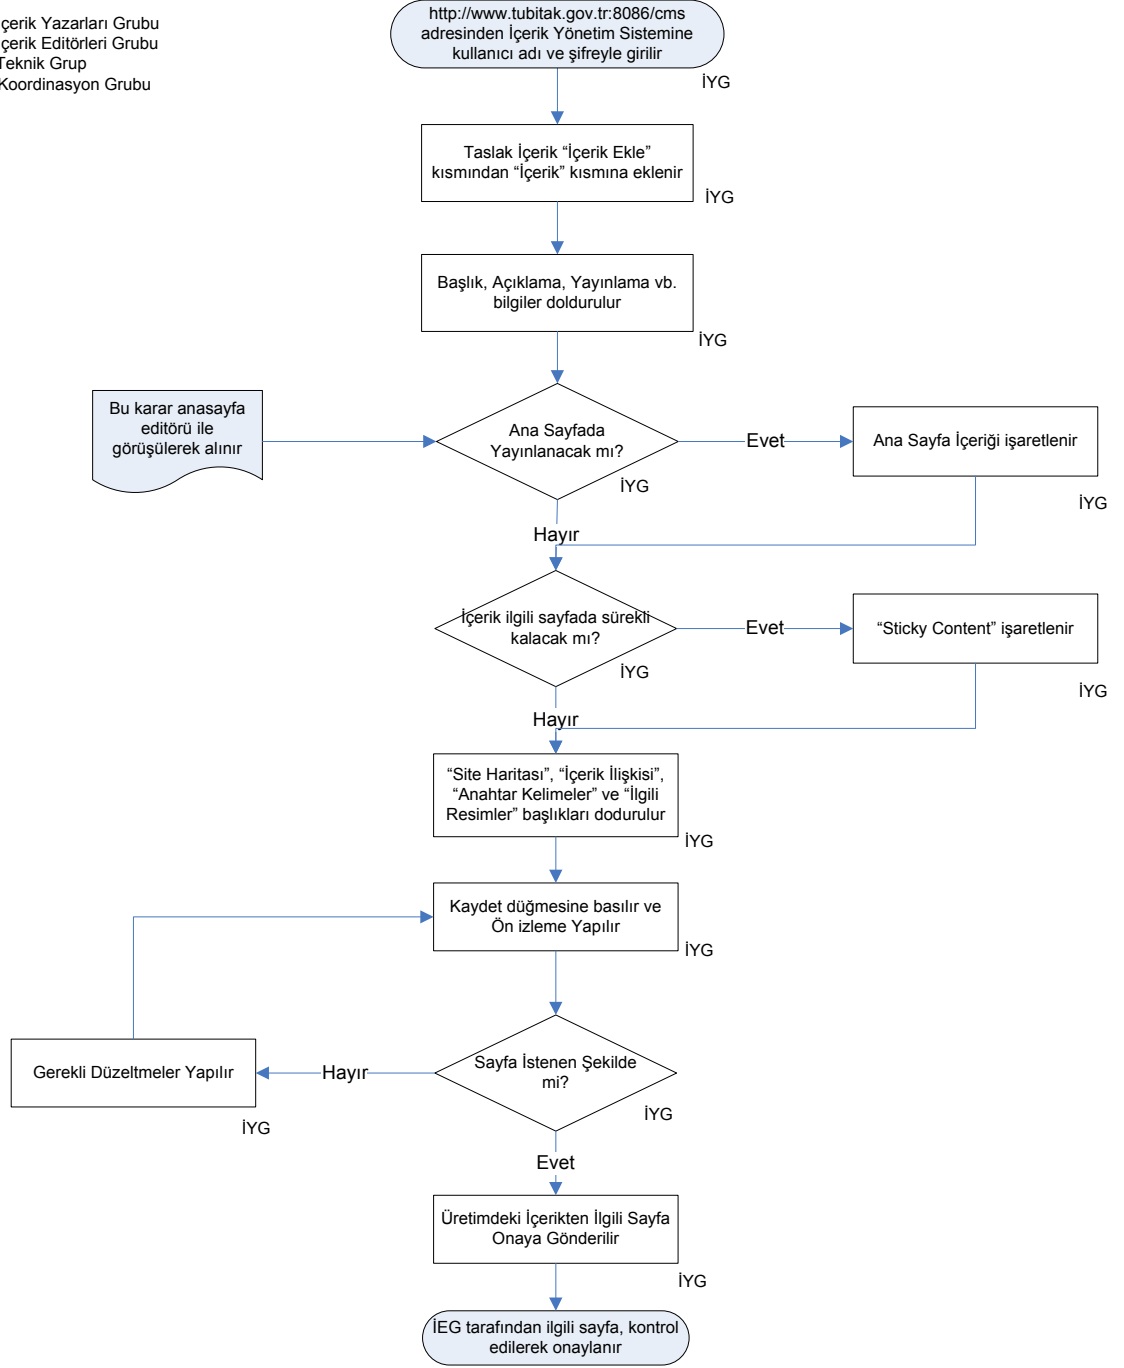 çerik Yazarları Grubu
çerik Editörleri Grubu
Teknik Grup
Koordinasyon Grubu
http://www.tubitak.gov.tr:8086/cms
adresinden İçerik Yönetim Sistemine
kullanıcı adı ve şifreyle girilir
İYG
Taslak İçerik “İçerik Ekle”
kısmından “İçerik” kısmına eklenir
İYG
Başlık, Açıklama, Yayınlama vb.
bilgiler doldurulur
İYG
Bu karar anasayfa
editörü ile
görüşülerek alınır
Ana Sayfada
Yayınlanacak mı?
İYG
Evet
Ana Sayfa İçeriği işaretlenir
İYG
Hayır
İçerik ilgili sayfada sürekli
kalacak mı?
İYG
Evet
“Sticky Content” işaretlenir
İYG
Hayır
“Site Haritası”, “İçerik İlişkisi”,
“Anahtar Kelimeler” ve “İlgili
Resimler” başlıkları dodurulur
İYG
Kaydet düğmesine basılır ve
Ön izleme Yapılır
İYG
Sayfa İstenen Şekilde
mi?
İYG
Hayır
Gerekli Düzeltmeler Yapılır
İYG
Evet
Üretimdeki İçerikten İlgili Sayfa
Onaya Gönderilir
İYG
İEG tarafından ilgili sayfa, kontrol
edilerek onaylanır